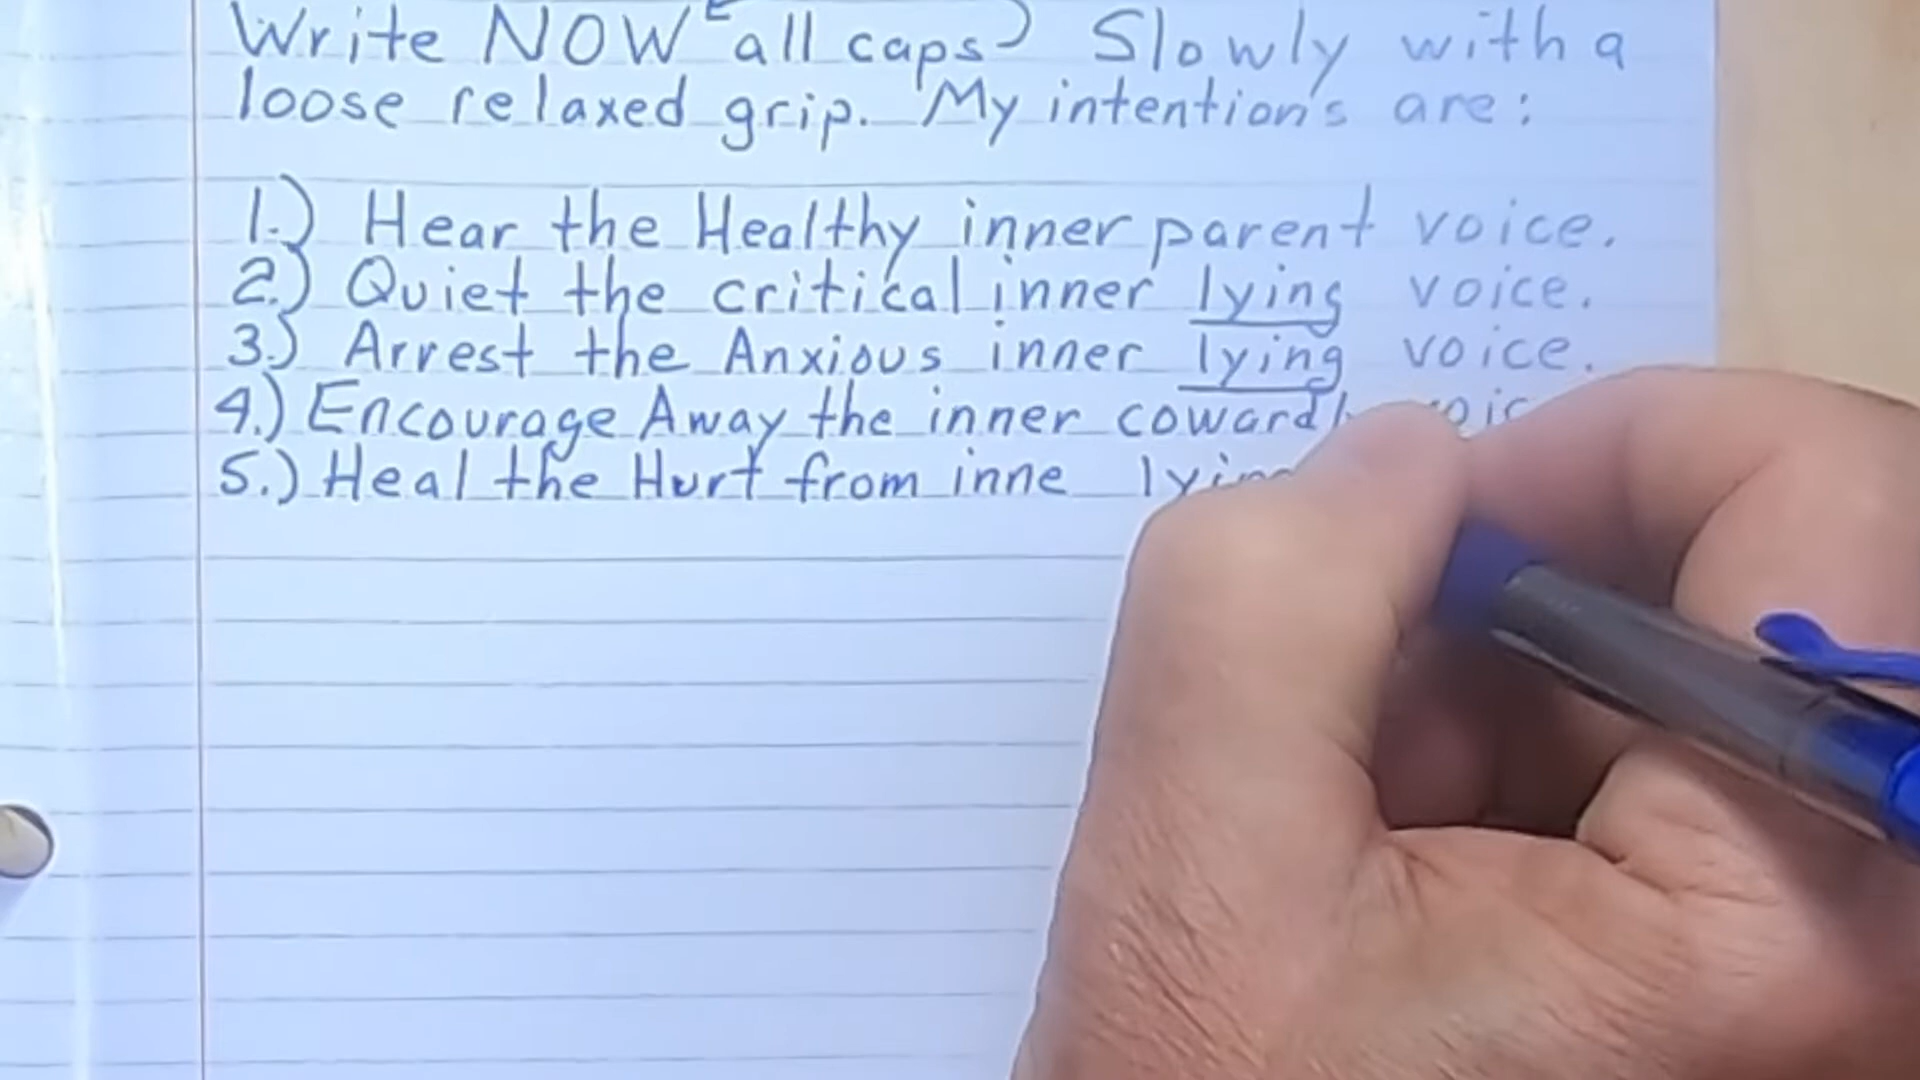 Write NOW (all caps) Slowly with a
loose relaxed grip. My intention's are:
1.) Hear the Healthy inner parent voice.
2.) Quiet the critical inner lying voice.
3.) Arrest the Anxious inner lying voice.
4.) Encourage Away the inner
5.) Heal the Hurt from inne